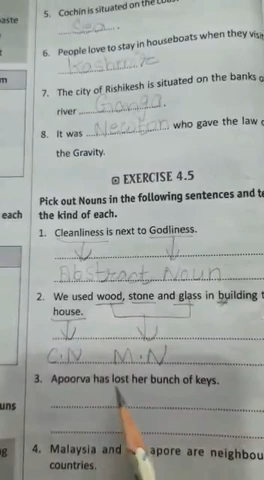 5. Cochin is situated on the
Sea
6. People love to stay in houseboats when they visit
Kashmir
7. The city of Rishikesh is situated on the banks
river Ganga.
8. It was Newton who gave the law
the Gravity.
EXERCISE 4.5
Pick out Nouns in the following sentences and
each the kind of each.
1. Cleanliness is next to Godliness.
Abstract Noun
2. We used wood, stone and glass in building
house.
C.N M.N
3. Apoorva has lost her bunch of keys.
uns
4. Malaysia and apore are neighbou
countries.